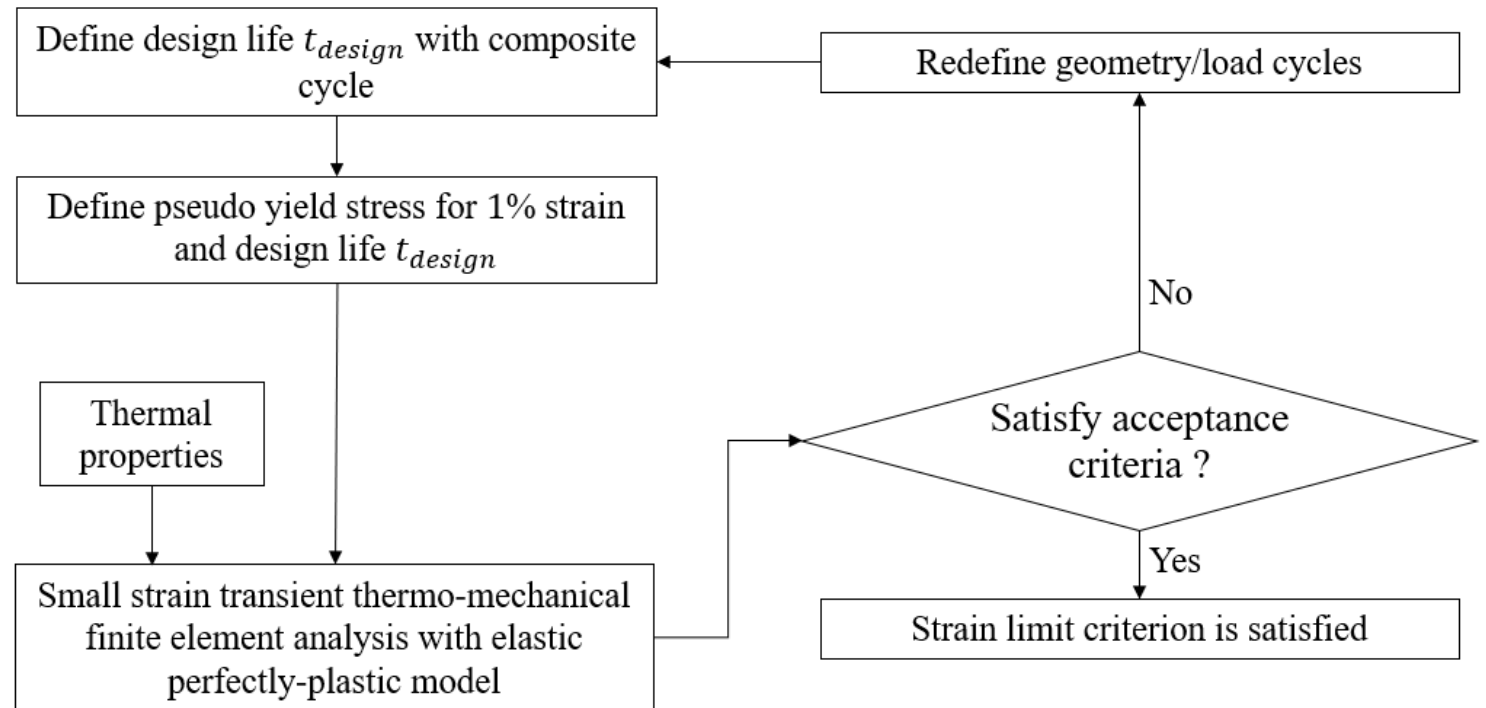 Define design life t_design with composite
cycle
Redefine geometry/load cycles
Define pseudo yield stress for 1% strain
and design life t_design
No
Thermal
properties
Satisfy acceptance
criteria ?
Yes
Small strain transient thermo-mechanical
finite element analysis with elastic
perfectly-plastic model
Strain limit criterion is satisfied